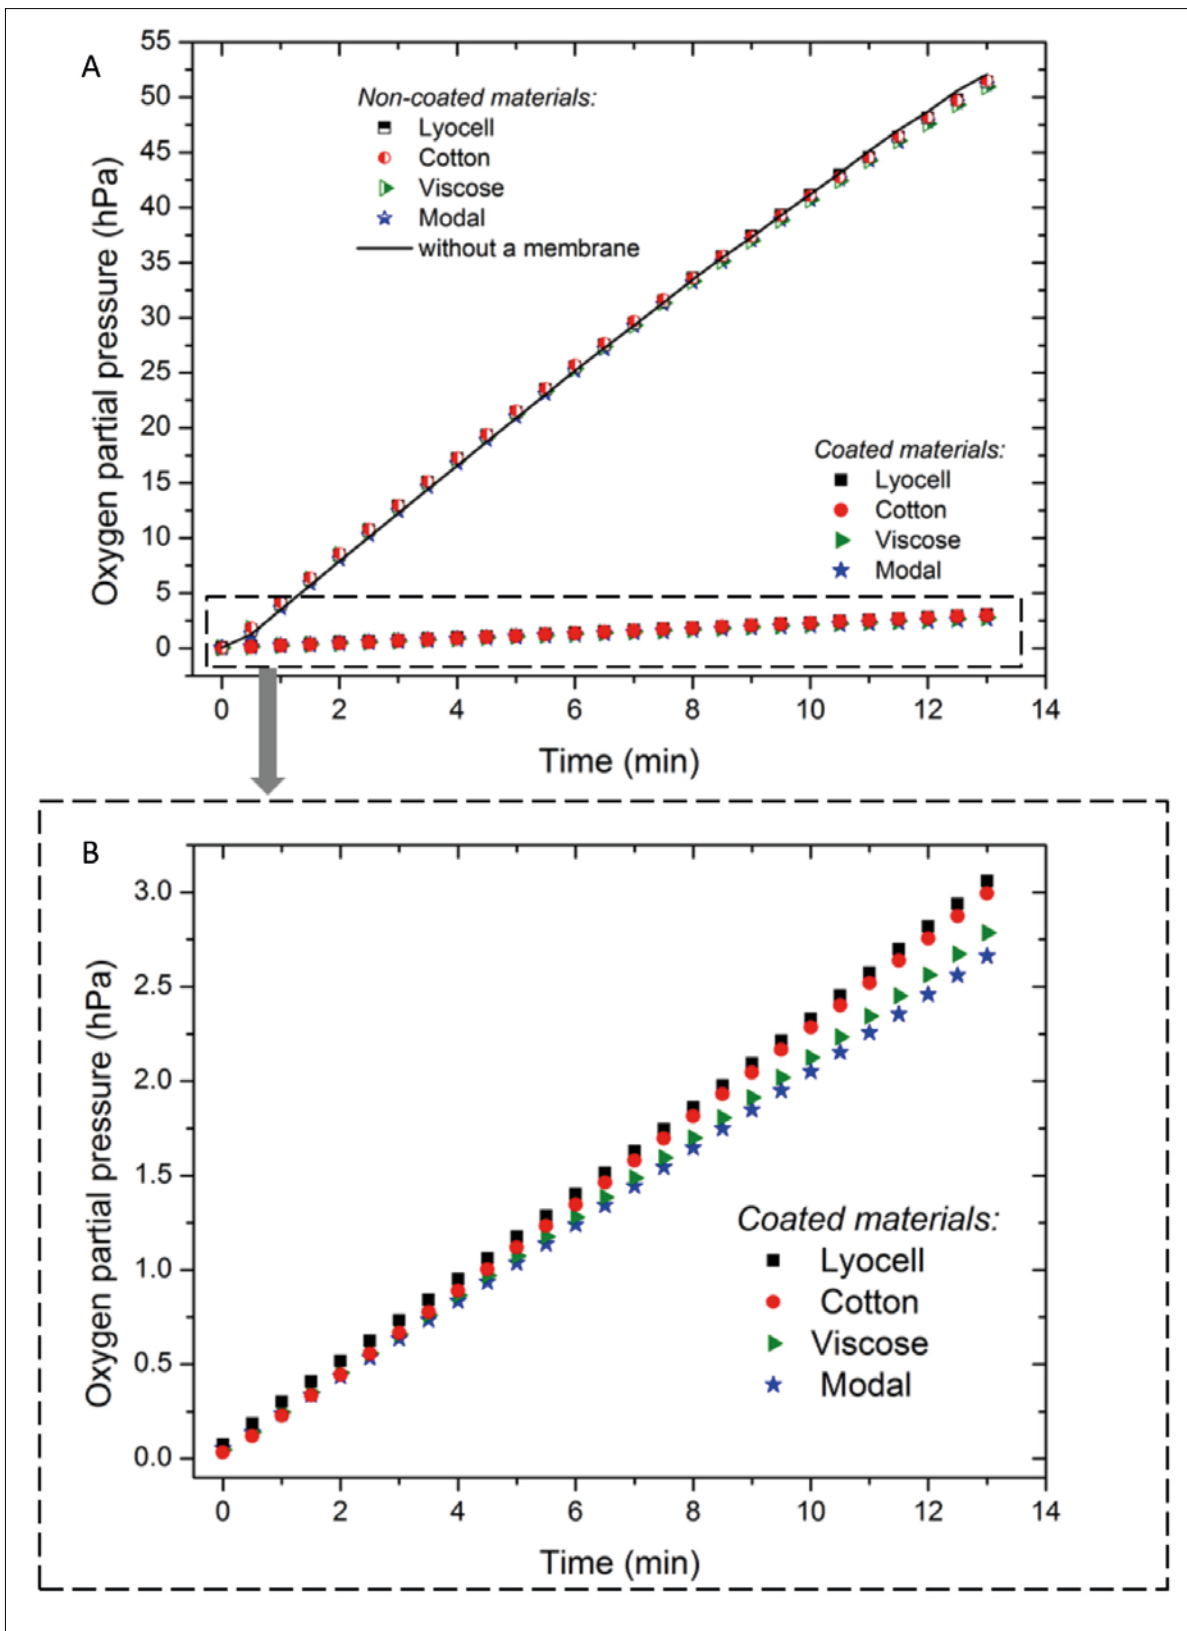 A
55
50
45
40
35
30
25
20
15
10
5
0
Oxygen partial pressure (hPa)
Non-coated materials:
Lyocell
Cotton
Viscose
Modal
without a membrane
Coated materials:
Lyocell
Cotton
Viscose
Modal
0 2 4 6 8 10 12 14
Time (min)
B
3.0
2.5
2.0
1.5
1.0
0.5
0.0
Oxygen partial pressure (hPa)
Coated materials:
Lyocell
Cotton
Viscose
Modal
0 2 4 6 8 10 12 14
Time (min)